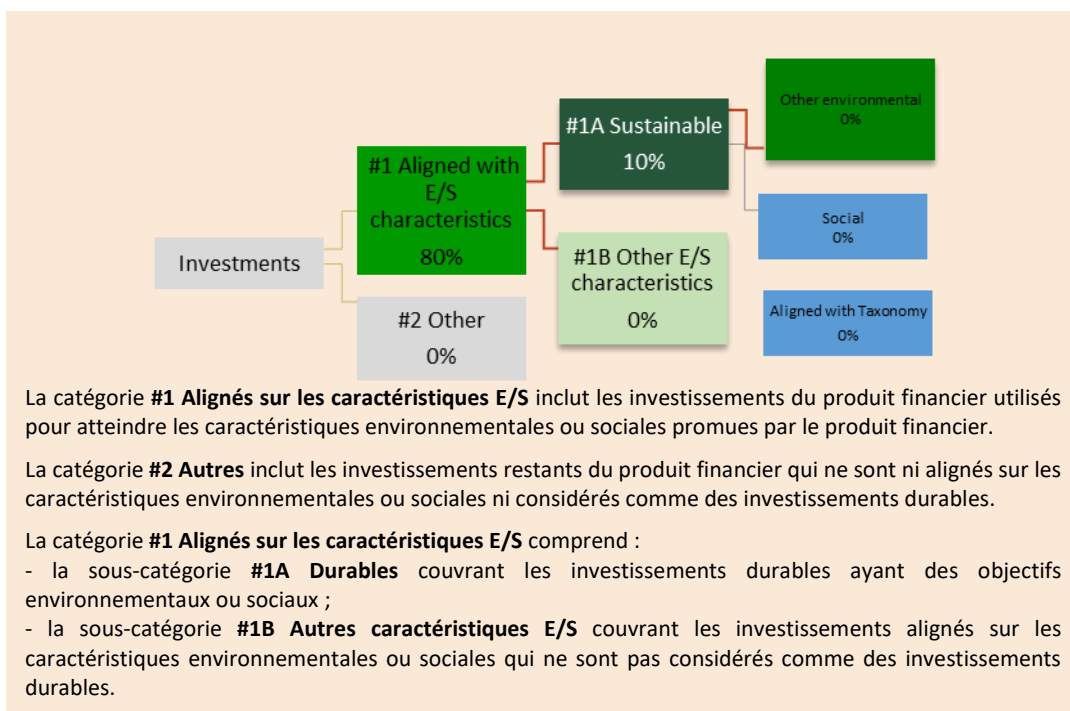 Other environmental
0%
#1A Sustainable
10%
#1 Aligned with
E/S
characteristics
80%
Social
0%
Investments
#1B Other E/S
characteristics
0%
#2 Other
0%
Aligned with Taxonomy
0%
La catégorie #1 Alignés sur les caractéristiques E/S inclut les investissements du produit financier utilisés
pour atteindre les caractéristiques environnementales ou sociales promues par le produit financier.
La catégorie #2 Autres inclut les investissements restants du produit financier qui ne sont ni alignés sur les
caractéristiques environnementales ou sociales ni considérés comme des investissements durables.
La catégorie #1 Alignés sur les caractéristiques E/S comprend :
- la sous-catégorie #1A Durables couvrant les investissements durables ayant des objectifs
environnementaux ou sociaux ;
- la sous-catégorie #1B Autres caractéristiques E/S couvrant les investissements alignés sur les
caractéristiques environnementales ou sociales qui ne sont pas considérés comme des investissements
durables.